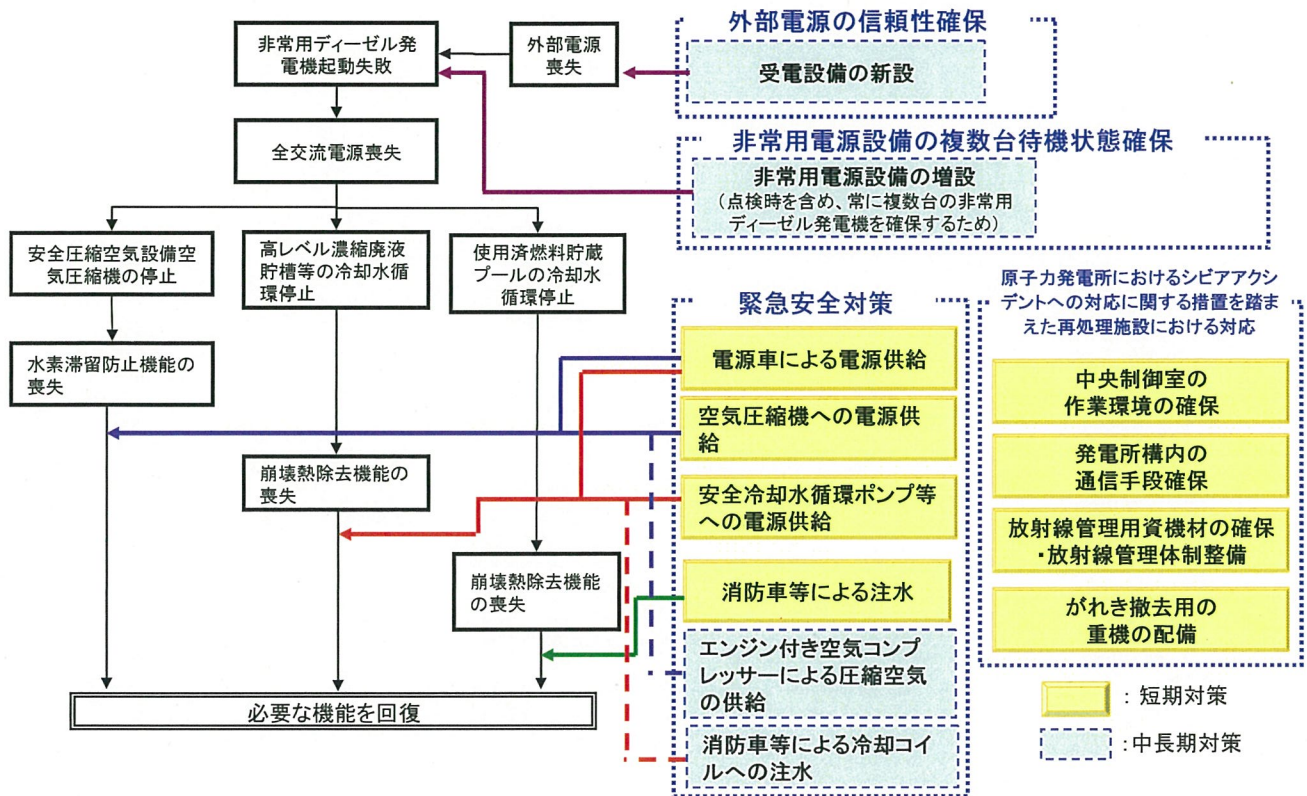 外部電源の信頼性確保
非常用ディーゼル発
電機起動失敗
外部電源
喪失
受電設備の新設
全交流電源喪失
非常用電源設備の複数台待機状態確保
非常用電源設備の増設
（点検時を含め、常に複数台の非常用
ディーゼル発電機を確保するため）
安全圧縮空気設備空
気圧縮機の停止
高レベル濃縮廃液
貯槽等の冷却水循
環停止
使用済燃料貯蔵
プールの冷却水
循環停止
水素滞留防止機能の
喪失
崩壊熱除去機能の
喪失
崩壊熱除去機能
の喪失
必要な機能を回復
緊急安全対策
電源車による電源供給
空気圧縮機への電源供
給
安全冷却水循環ポンプ等
への電源供給
消防車等による注水
エンジン付き空気コンプ
レッサーによる圧縮空気
の供給
消防車等による冷却コイ
ルへの注水
原子力発電所におけるシビアアクシ
デントへの対応に関する措置を踏ま
えた再処理施設における対応
中央制御室の
作業環境の確保
発電所構内の
通信手段確保
放射線管理用資機材の確保
・放射線管理体制整備
がれき撤去用の
重機の配備
：短期対策
：中長期対策